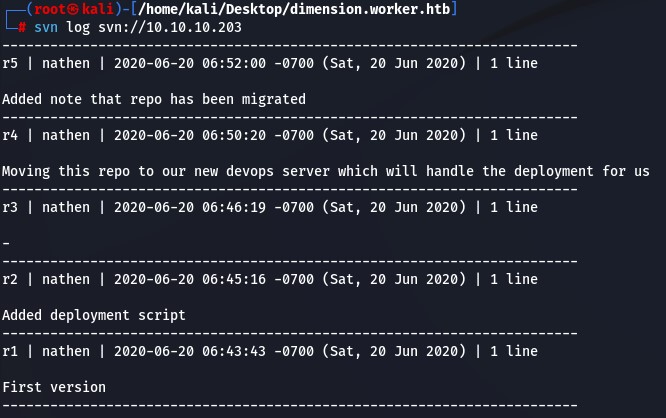 ┌──(root㉿kali)-[/home/kali/Desktop/dimension.worker.htb]
└─# svn log svn://10.10.10.203
------------------------------------------------------------------------
r5 | nathen | 2020-06-20 06:52:00 -0700 (Sat, 20 Jun 2020) | 1 line
Added note that repo has been migrated
------------------------------------------------------------------------
r4 | nathen | 2020-06-20 06:50:20 -0700 (Sat, 20 Jun 2020) | 1 line
Moving this repo to our new devops server which will handle the deployment for us
------------------------------------------------------------------------
r3 | nathen | 2020-06-20 06:46:19 -0700 (Sat, 20 Jun 2020) | 1 line
-
------------------------------------------------------------------------
r2 | nathen | 2020-06-20 06:45:16 -0700 (Sat, 20 Jun 2020) | 1 line
Added deployment script
------------------------------------------------------------------------
r1 | nathen | 2020-06-20 06:43:43 -0700 (Sat, 20 Jun 2020) | 1 line
First version
------------------------------------------------------------------------